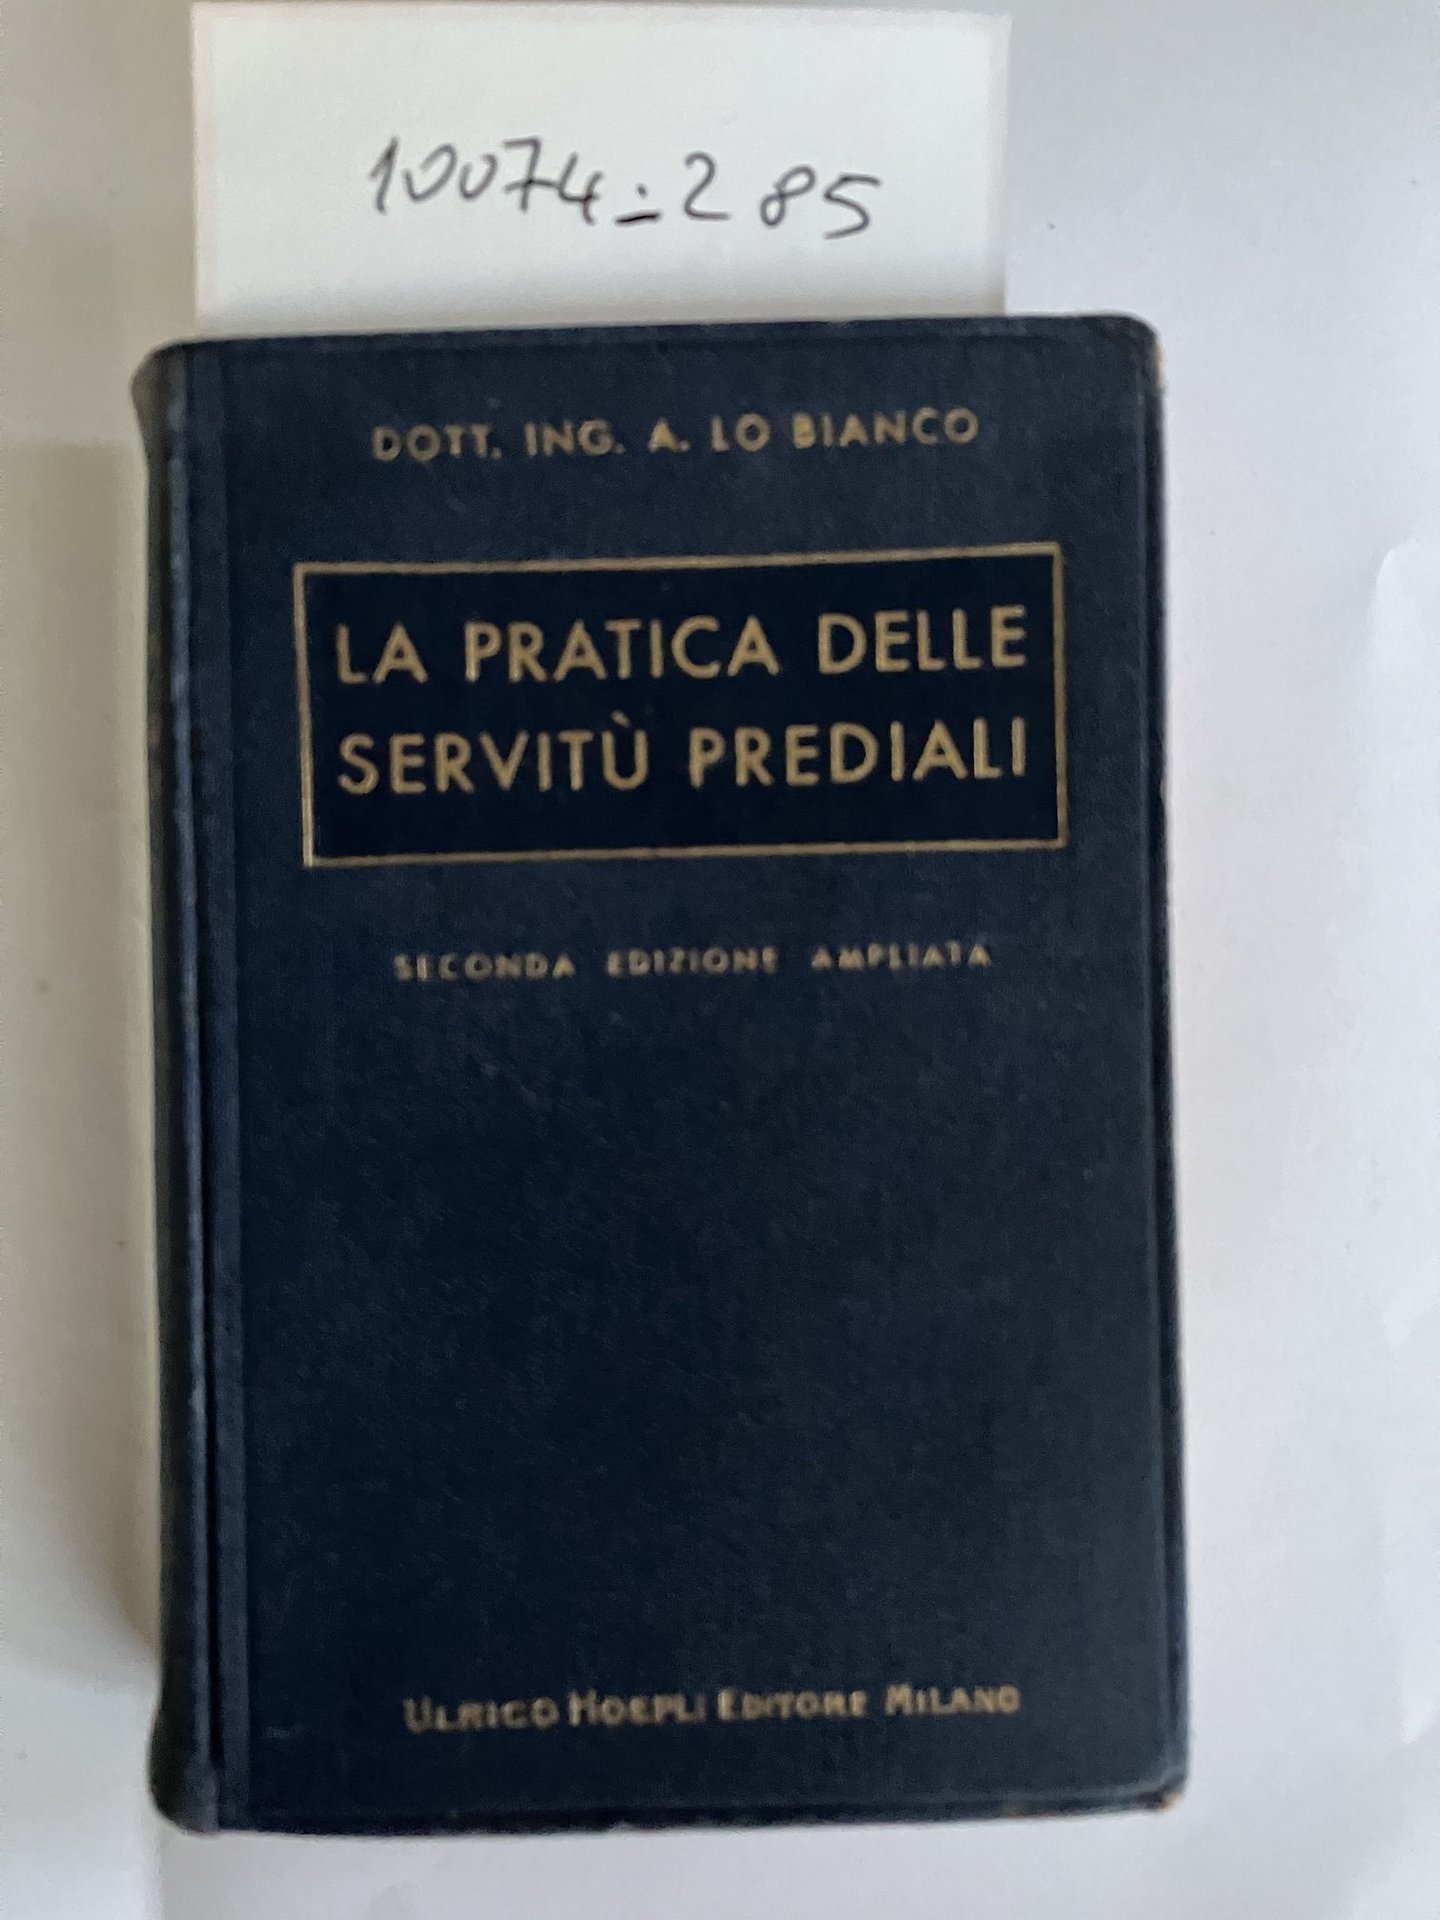 10074-285
DOTT. ING. A. LO BIANCO
LA PRATICA DELLE
SERVITÙ PREDIALI
SECONDA EDIZIONE AMPLIATA
ULRICO HOEPLI EDITORE MILANO